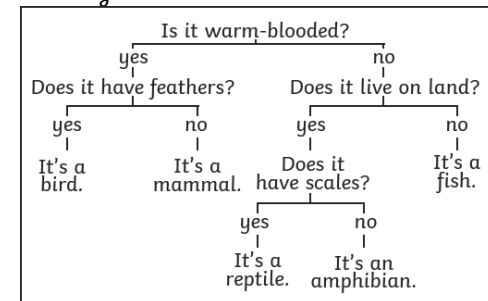 Is it warm-blooded?
yes no
Does it have feathers? Does it live on land?
yes no yes no
It's a bird. It's a mammal. Does it have scales? It's a fish.
yes no
It's a reptile. It's an amphibian.